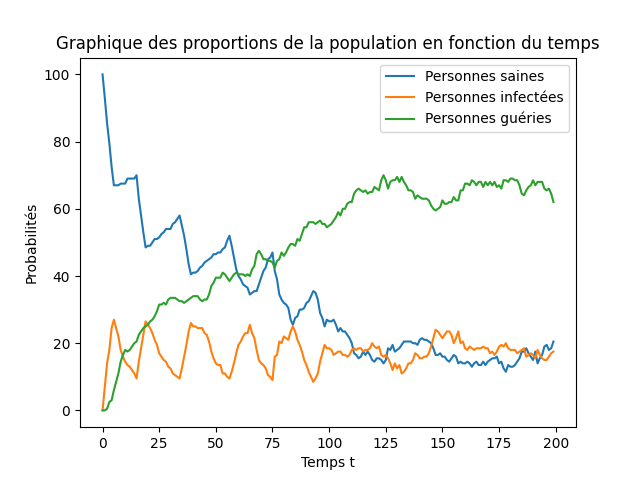 Graphique des proportions de la population en fonction du temps
Personnes saines
Personnes infectées
Personnes guéries
100
80
60
40
20
0
Probabilités
0 25 50 75 100 125 150 175 200
Temps t